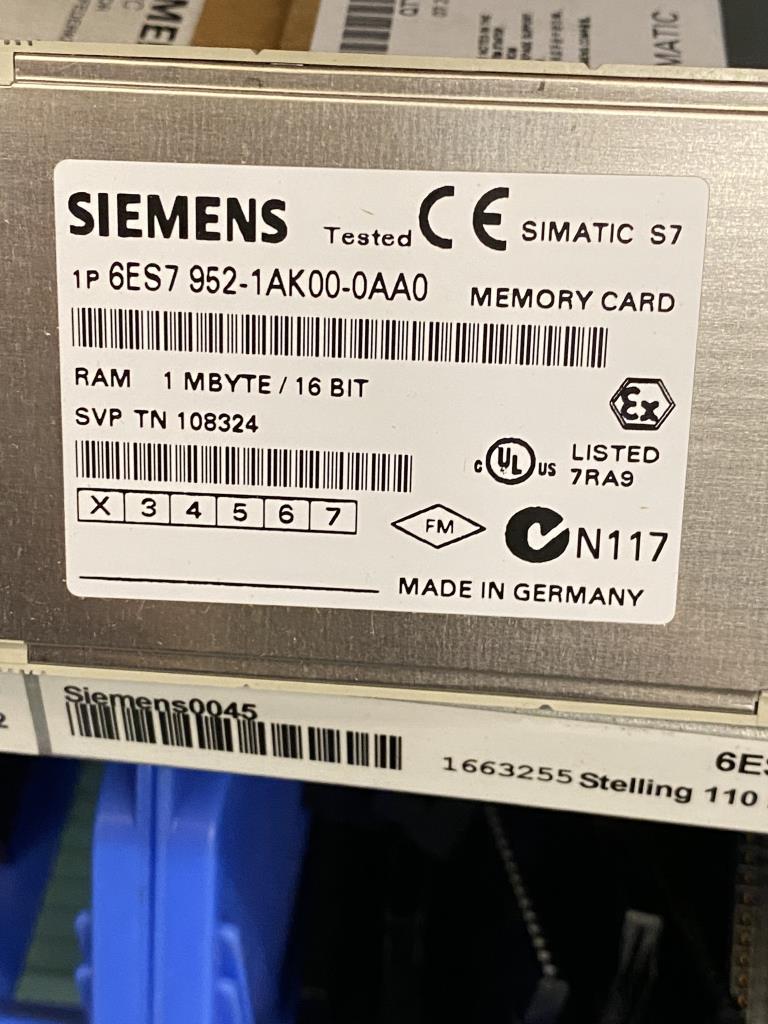 SIEMENS Tested CE SIMATIC S7
1P 6ES7 952-1AK00-0AA0 MEMORY CARD
RAM 1 MBYTE / 16 BIT
Ex
SVP TN 108324
C UL US LISTED
7RA9
X 3 4 5 6 7
FM
N117
MADE IN GERMANY
Siemens0045
1663255 Stelling 110